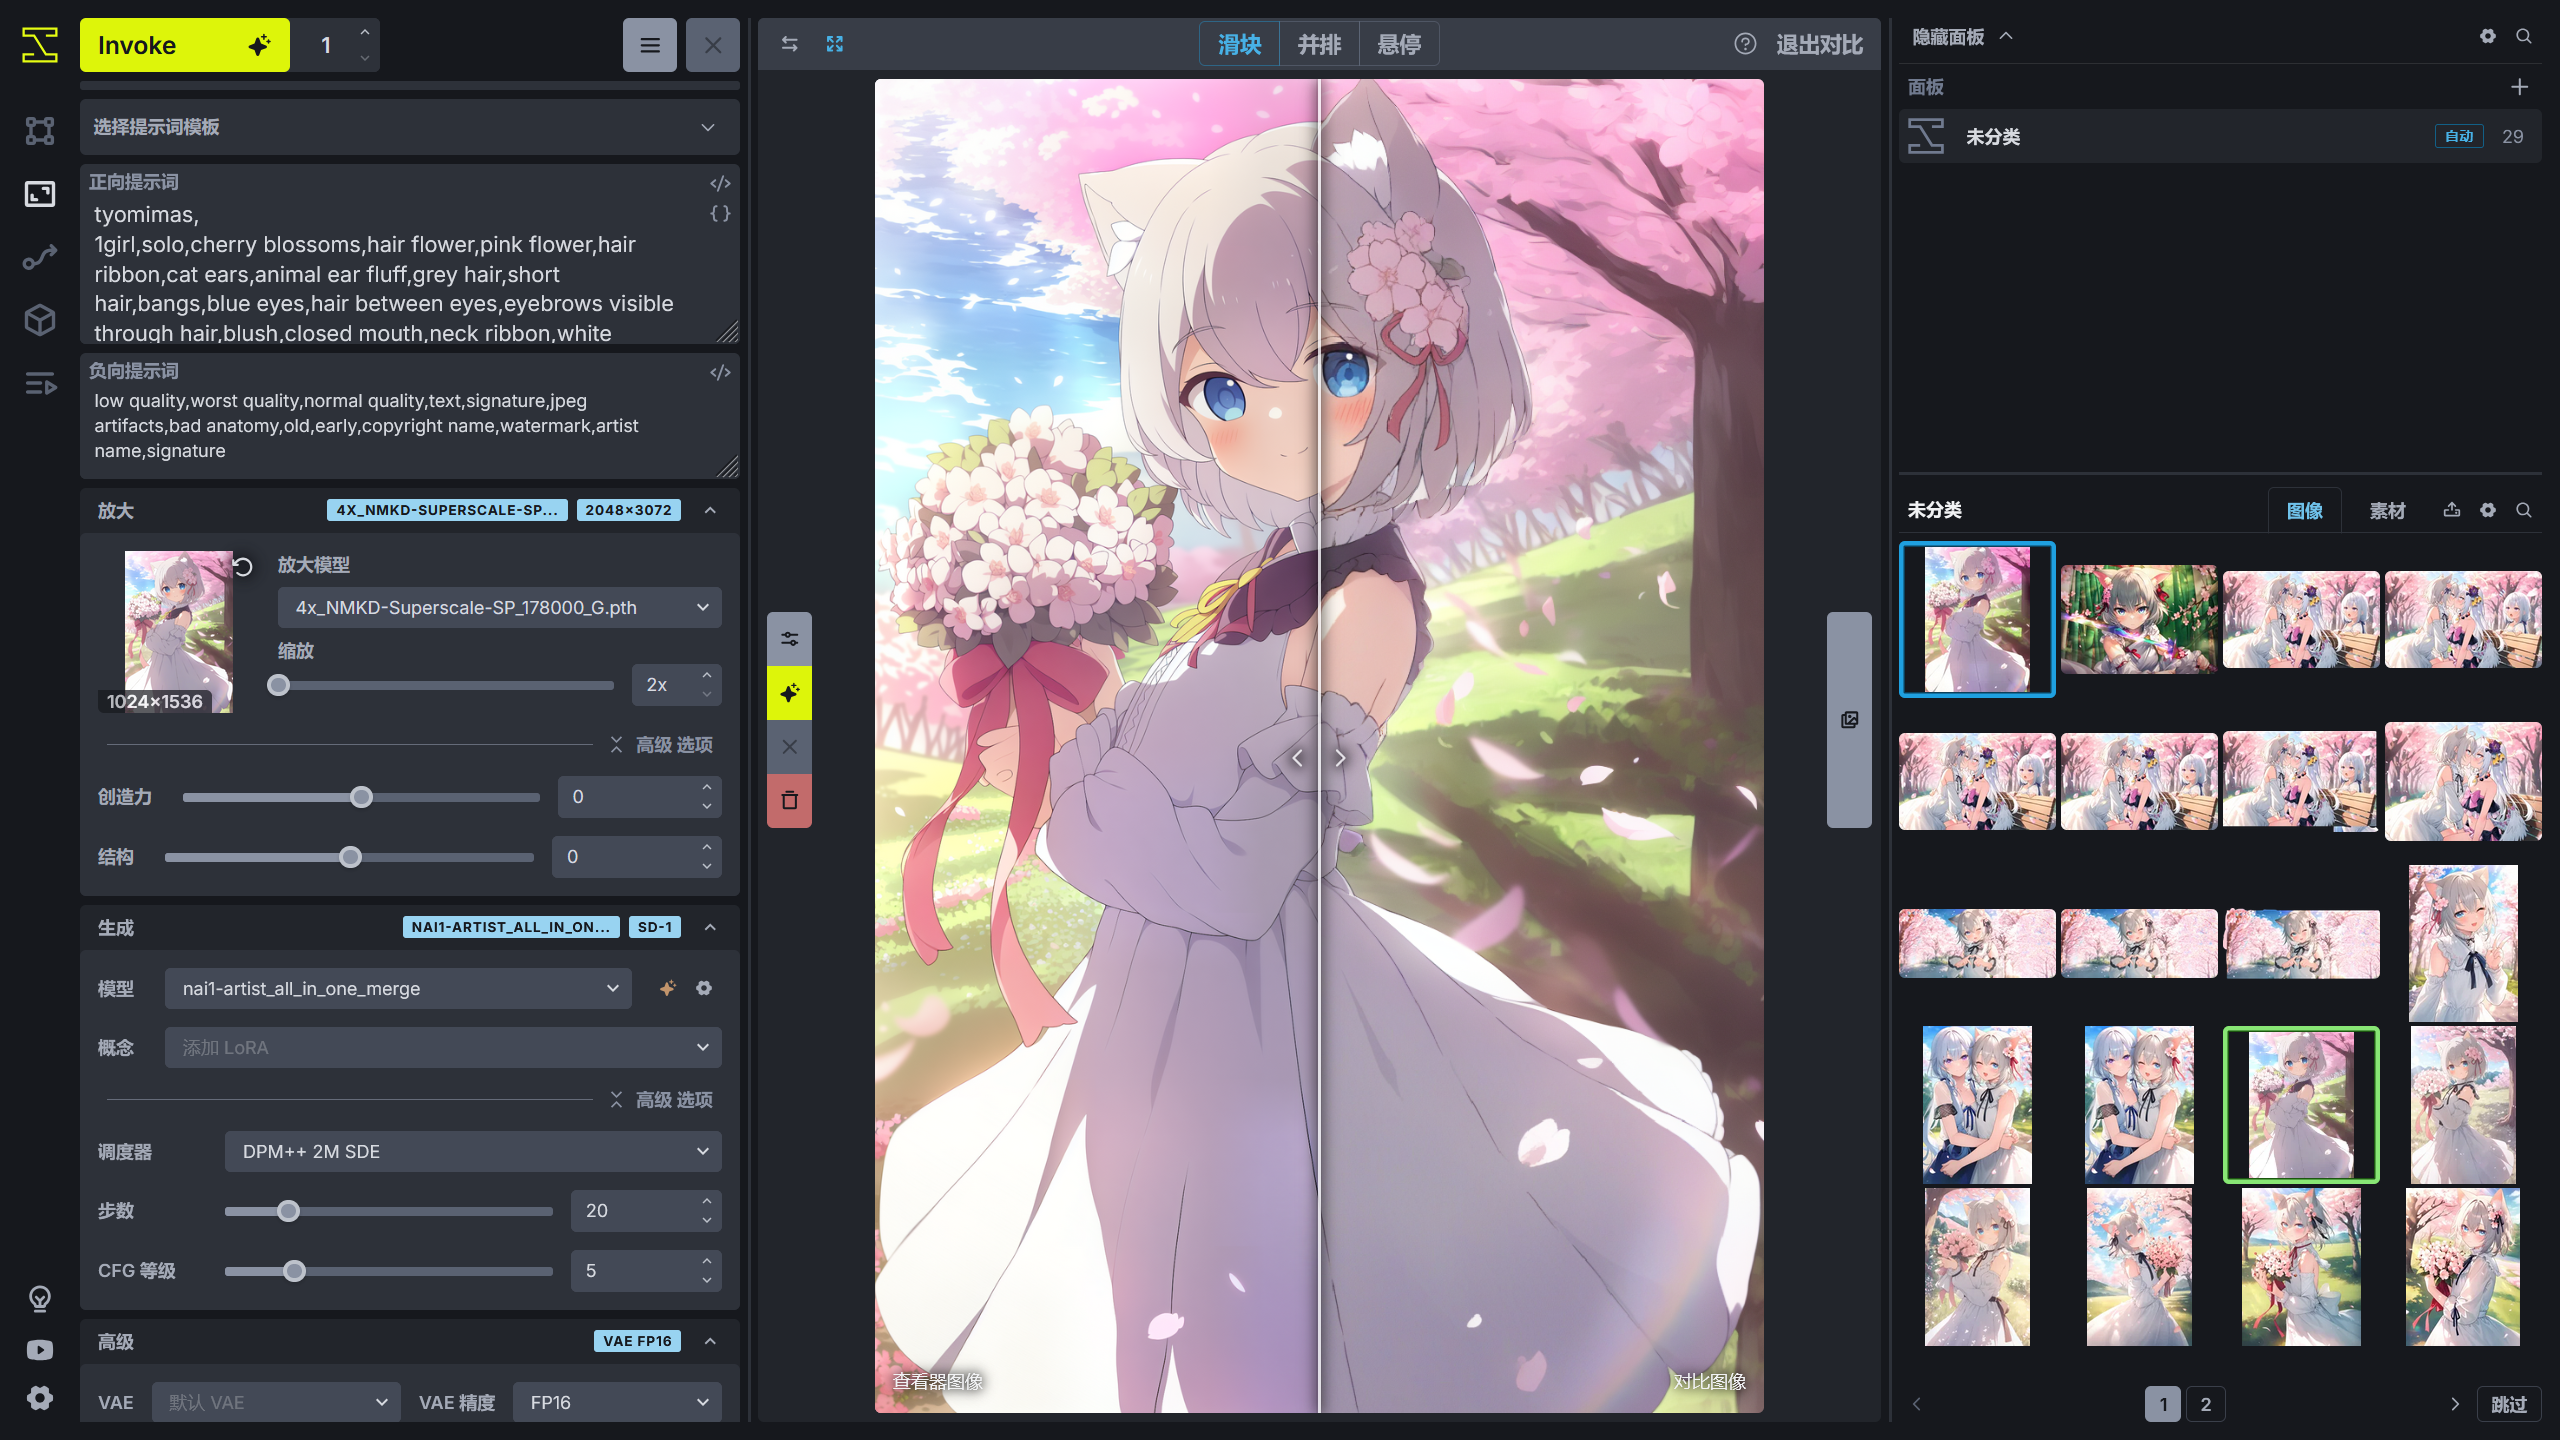 Invoke
1
选择提示词模板
正向提示词
tyomimas,
1girl,solo,cherry blossoms,hair flower,pink flower,hair
ribbon,cat ears,animal ear fluff,grey hair,short
hair,bangs,blue eyes,hair between eyes,eyebrows visible
through hair,blush,closed mouth,neck ribbon,white
负向提示词
low quality,worst quality,normal quality,text,signature,jpeg
artifacts,bad anatomy,old,early,copyright name,watermark,artist
name,signature
放大
4X_NMKD-SUPERSCALE-SP...
2048×3072
1024×1536
放大模型
4x_NMKD-Superscale-SP_178000_G.pth
缩放
2x
高级 选项
创造力
0
结构
0
生成
NAI1-ARTIST_ALL_IN_ON...
SD-1
模型
nai1-artist_all_in_one_merge
概念
添加 LoRA
高级 选项
调度器
DPM++ 2M SDE
步数
20
CFG 等级
5
高级
VAE FP16
VAE
默认 VAE
VAE 精度
FP16
滑块
并排
悬停
退出对比
查看器图像
对比图像
隐藏面板
面板
未分类
自动
29
未分类
图像
素材
1
2
跳过